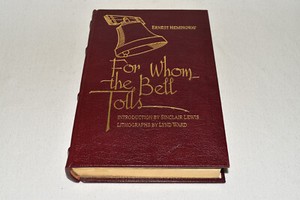 ERNEST HEMINGWAY
For Whom
the Bell
Tolls
INTRODUCTION BY SINCLAIR LEWIS
LITHOGRAPHS BY LYND WARD